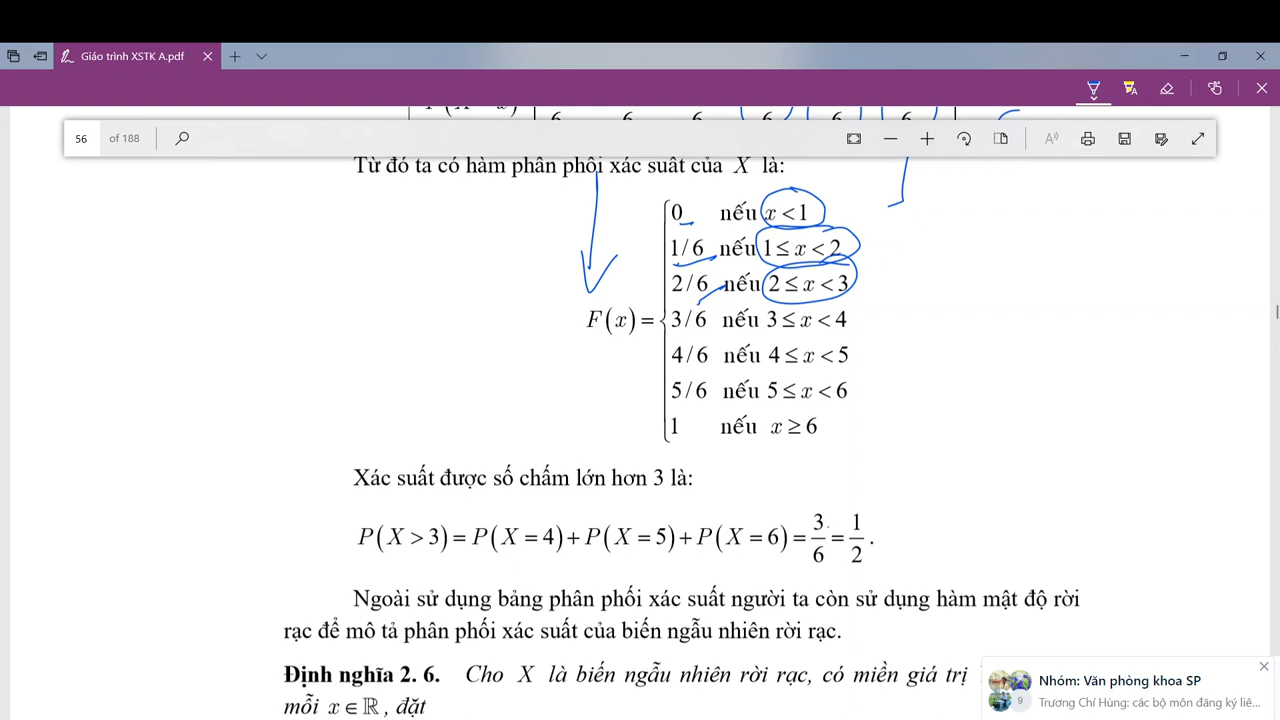 Giáo trình XSTK A.pdf
56 of 188
Từ đó ta có hàm phân phối xác suất của X là:
0 nếu x < 1
1/6 nếu 1 ≤ x < 2
2/6 nếu 2 ≤ x < 3
F(x) = { 3/6 nếu 3 ≤ x < 4
4/6 nếu 4 ≤ x < 5
5/6 nếu 5 ≤ x < 6
1 nếu x ≥ 6
Xác suất được số chấm lớn hơn 3 là:
P(X > 3) = P(X = 4) + P(X = 5) + P(X = 6) = 3/6 = 1/2 .
Ngoài sử dụng bảng phân phối xác suất người ta còn sử dụng hàm mật độ rời
rạc để mô tả phân phối xác suất của biến ngẫu nhiên rời rạc.
Định nghĩa 2. 6. Cho X là biến ngẫu nhiên rời rạc, có miền giá trị
mỗi x ∈ ℝ , đặt
Nhóm: Văn phòng khoa SP
9 Trương Chí Hùng: các bộ môn đăng ký liê...